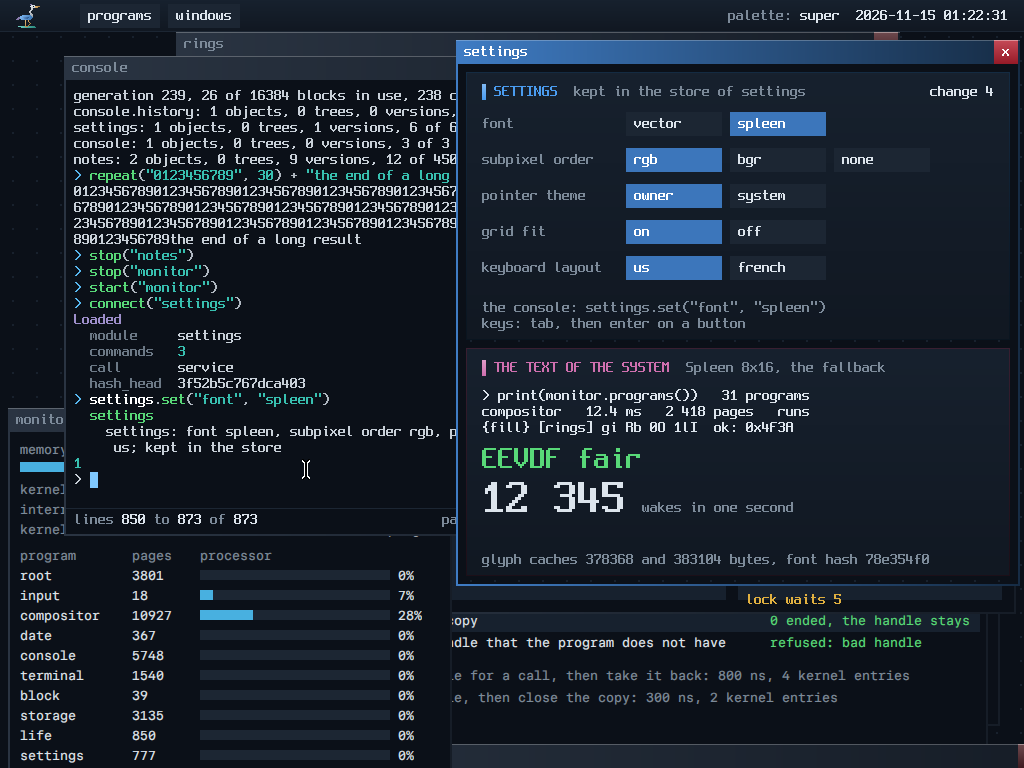 programs windows palette: super 2026-11-15 01:22:31
rings
console
generation 239, 26 of 16384 blocks in use, 238 c
console.history: 1 objects, 0 trees, 0 versions,
settings: 1 objects, 0 trees, 1 versions, 6 of 6
console: 1 objects, 0 trees, 0 versions, 3 of 3
notes: 2 objects, 0 trees, 9 versions, 12 of 450
> repeat("0123456789", 30) + "the end of a long
012345678901234567890123456789012345678901234567
678901234567890123456789012345678901234567890123
234567890123456789012345678901234567890123456789
890123456789the end of a long result
> stop("notes")
> stop("monitor")
> start("monitor")
> connect("settings")
Loaded
module settings
commands 3
call service
hash_head 3f52b5c767dca403
> settings.set("font", "spleen")
settings
settings: font spleen, subpixel order rgb, p
us; kept in the store
1
>
lines 850 to 873 of 873 pa
settings x
SETTINGS kept in the store of settings change 4
font vector spleen
subpixel order rgb bgr none
pointer theme owner system
grid fit on off
keyboard layout us french
the console: settings.set("font", "spleen")
keys: tab, then enter on a button
THE TEXT OF THE SYSTEM Spleen 8x16, the fallback
> print(monitor.programs()) 31 programs
compositor 12.4 ms 2 418 pages runs
{fill} [rings] gi Rb 0O 1lI ok: 0x4f3A
EEVDF fair
12 345 wakes in one second
glyph caches 378368 and 383104 bytes, font hash 78e354f0
monito
memory
kernel
inter
kernel
program pages processor
root 3801 0%
input 18 7%
compositor 10927 28%
date 367 0%
console 5748 0%
terminal 1540 0%
block 39 0%
storage 3135 0%
life 850 0%
settings 777 0%
lock waits 5
opy 0 ended, the handle stays
dle that the program does not have refused: bad handle
le for a call, then take it back: 800 ns, 4 kernel entries
le, then close the copy: 300 ns, 2 kernel entries